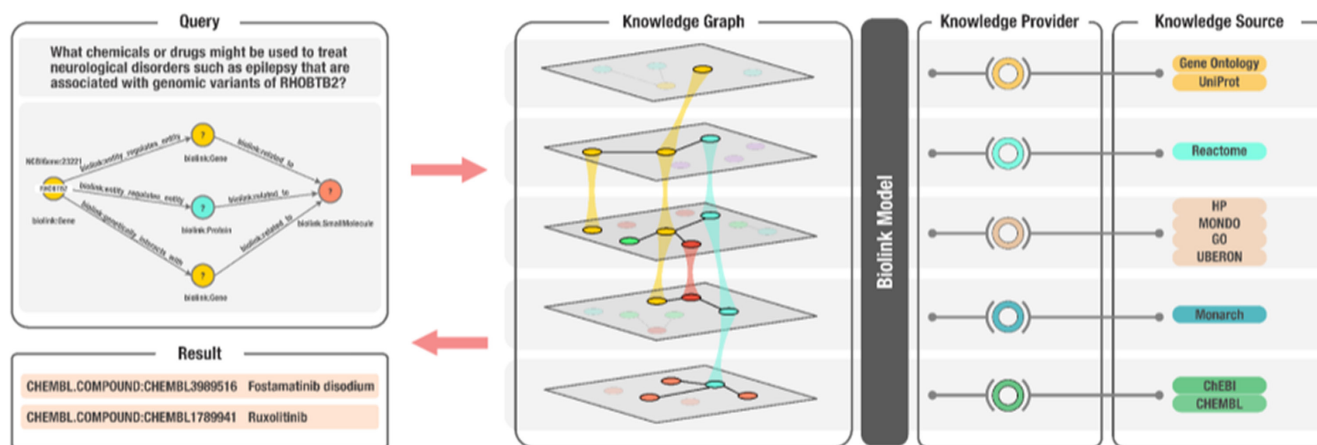 Query
What chemicals or drugs might be used to treat
neurological disorders such as epilepsy that are
associated with genomic variants of RHOBTB2?
NCBIGene:23221
RHOBTB2
biolink:Gene
biolink:entity_regulates_entity
biolink:entity_regulates_entity
biolink:genetically_interacts_with
?
biolink:Gene
?
biolink:Protein
?
biolink:Gene
biolink:related_to
biolink:related_to
biolink:related_to
?
biolink:SmallMolecule
Result
CHEMBL.COMPOUND:CHEMBL3989516 Fostamatinib disodium
CHEMBL.COMPOUND:CHEMBL1789941 Ruxolitinib
Knowledge Graph
Biolink Model
Knowledge Provider
Knowledge Source
Gene Ontology
UniProt
Reactome
HP
MONDO
GO
UBERON
Monarch
ChEBI
CHEMBL